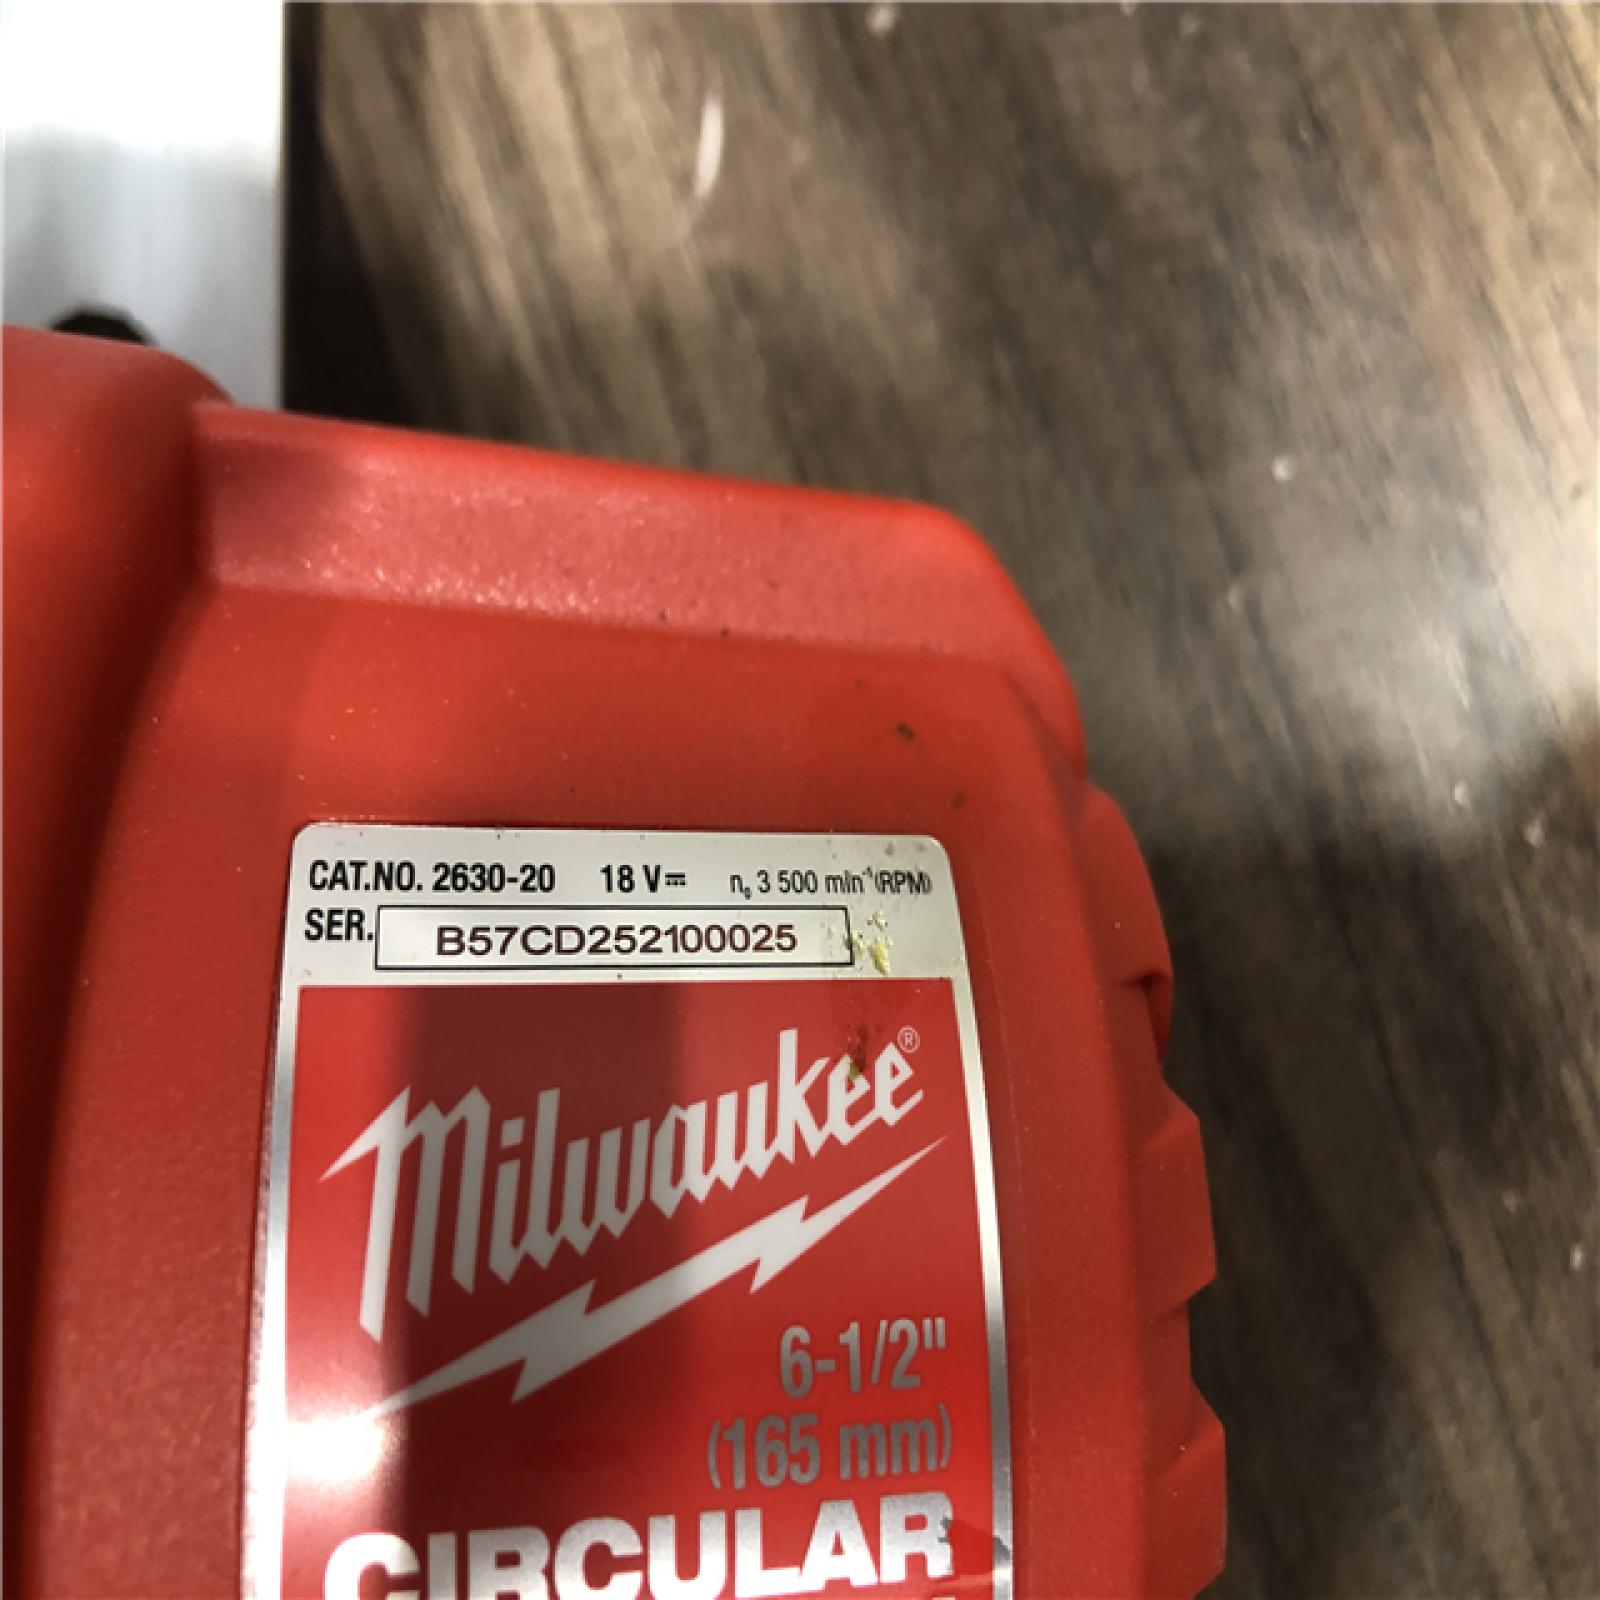 CAT.NO. 2630-20 18 V⎓ n₀ 3 500 min⁻¹(RPM)
SER. B57CD252100025
Milwaukee®
6-1/2"
(165 mm)
CIRCULAR